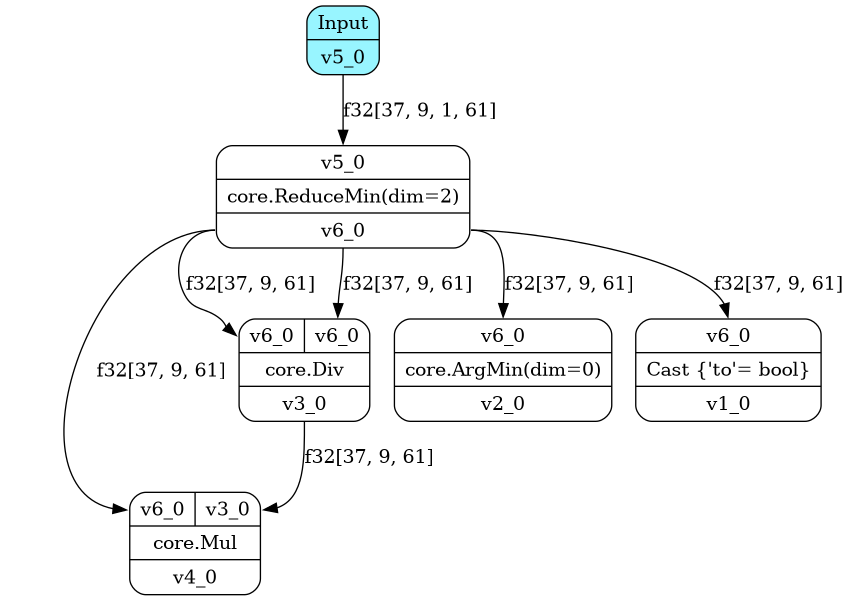 Input
v5_0
f32[37, 9, 1, 61]
v5_0
core.ReduceMin(dim=2)
v6_0
f32[37, 9, 61] f32[37, 9, 61] f32[37, 9, 61] f32[37, 9, 61]
v6_0 v6_0 v6_0 v6_0
f32[37, 9, 61] core.Div core.ArgMin(dim=0) Cast {'to'= bool}
v3_0 v2_0 v1_0
f32[37, 9, 61]
v6_0 v3_0
core.Mul
v4_0